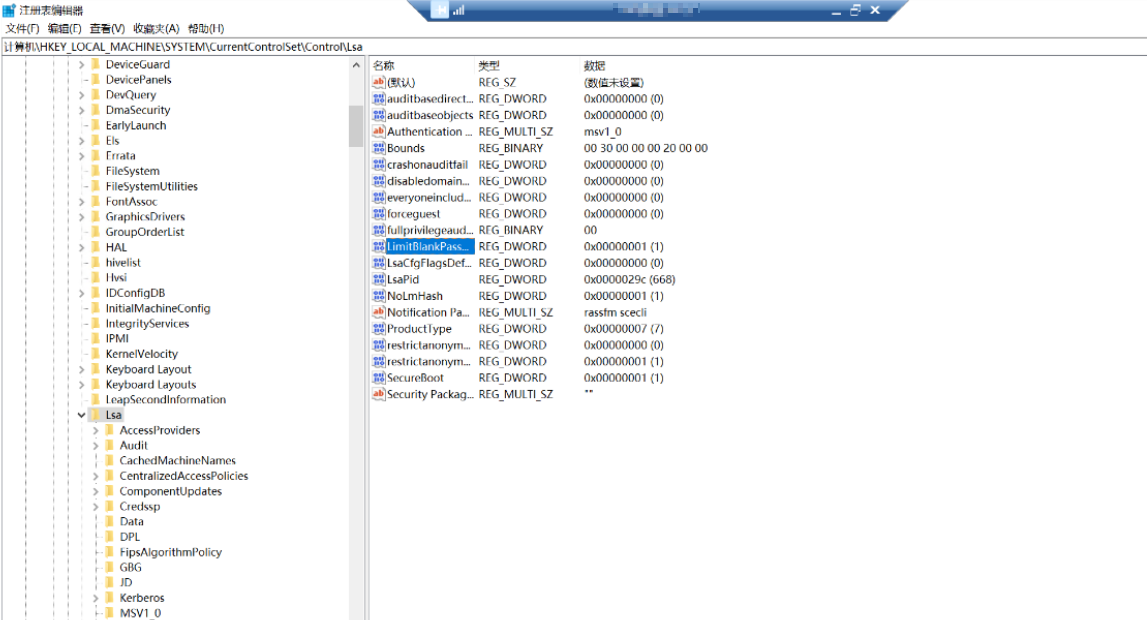 注册表编辑器
文件(F) 编辑(E) 查看(V) 收藏夹(A) 帮助(H)
计算机\HKEY_LOCAL_MACHINE\SYSTEM\CurrentControlSet\Control\Lsa
DeviceGuard
DevicePanels
DevQuery
DmaSecurity
EarlyLaunch
Els
Errata
FileSystem
FileSystemUtilities
FontAssoc
GraphicsDrivers
GroupOrderList
HAL
hivelist
Hvsi
IDConfigDB
InitialMachineConfig
IntegrityServices
IPMI
KernelVelocity
Keyboard Layout
Keyboard Layouts
LeapSecondInformation
Lsa
AccessProviders
Audit
CachedMachineNames
CentralizedAccessPolicies
ComponentUpdates
Credssp
Data
DPL
FipsAlgorithmPolicy
GBG
JD
Kerberos
MSV1_0
名称 类型 数据
(默认) REG_SZ (数值未设置)
auditbasedirect... REG_DWORD 0x00000000 (0)
auditbaseobjects REG_DWORD 0x00000000 (0)
Authentication ... REG_MULTI_SZ msv1_0
Bounds REG_BINARY 00 30 00 00 00 20 00 00
crashonauditfail REG_DWORD 0x00000000 (0)
disabledomain... REG_DWORD 0x00000000 (0)
everyoneinclud... REG_DWORD 0x00000000 (0)
forceguest REG_DWORD 0x00000000 (0)
fullprivilegeaud... REG_BINARY 00
LimitBlankPass... REG_DWORD 0x00000001 (1)
LsaCfgFlagsDef... REG_DWORD 0x00000000 (0)
LsaPid REG_DWORD 0x0000029c (668)
NoLmHash REG_DWORD 0x00000001 (1)
Notification Pa... REG_MULTI_SZ rassfm scecli
ProductType REG_DWORD 0x00000007 (7)
restrictanonym... REG_DWORD 0x00000000 (0)
restrictanonym... REG_DWORD 0x00000001 (1)
SecureBoot REG_DWORD 0x00000001 (1)
Security Packag... REG_MULTI_SZ ""